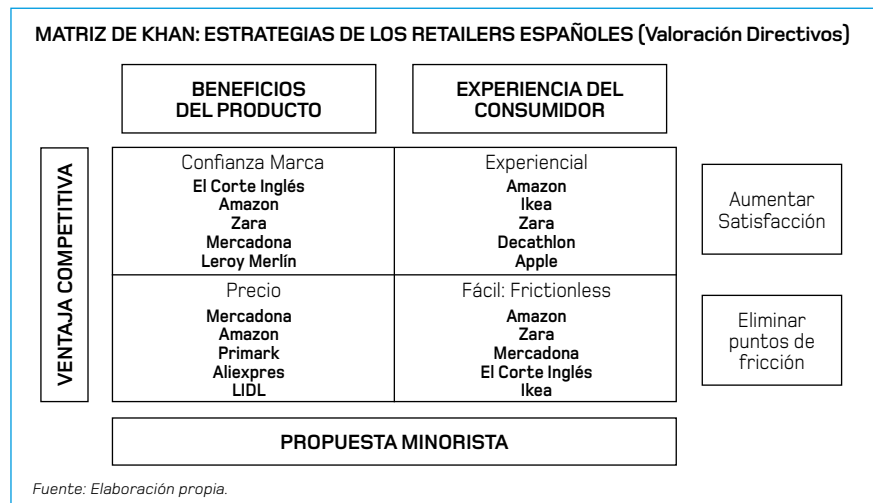 MATRIZ DE KHAN: ESTRATEGIAS DE LOS RETAILERS ESPAÑOLES (Valoración Directivos)
BENEFICIOS
DEL PRODUCTO
EXPERIENCIA DEL
CONSUMIDOR
VENTAJA COMPETITIVA
Confianza Marca
El Corte Inglés
Amazon
Zara
Mercadona
Leroy Merlín
Experiencial
Amazon
Ikea
Zara
Decathlon
Apple
Aumentar
Satisfacción
Precio
Mercadona
Amazon
Primark
Aliexpres
LIDL
Fácil: Frictionless
Amazon
Zara
Mercadona
El Corte Inglés
Ikea
Eliminar
puntos de
fricción
PROPUESTA MINORISTA
Fuente: Elaboración propia.